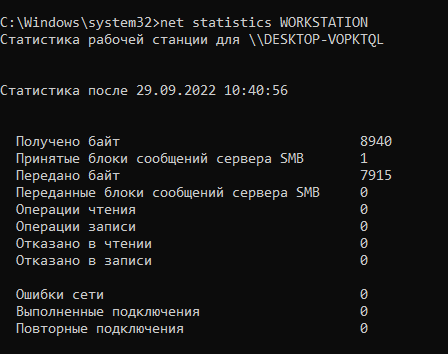 C:\Windows\system32>net statistics WORKSTATION
Статистика рабочей станции для \\DESKTOP-VOPKTQL
Статистика после 29.09.2022 10:40:56
Получено байт 8940
Принятые блоки сообщений сервера SMB 1
Передано байт 7915
Переданные блоки сообщений сервера SMB 0
Операции чтения 0
Операции записи 0
Отказано в чтении 0
Отказано в записи 0
Ошибки сети 0
Выполненные подключения 0
Повторные подключения 0